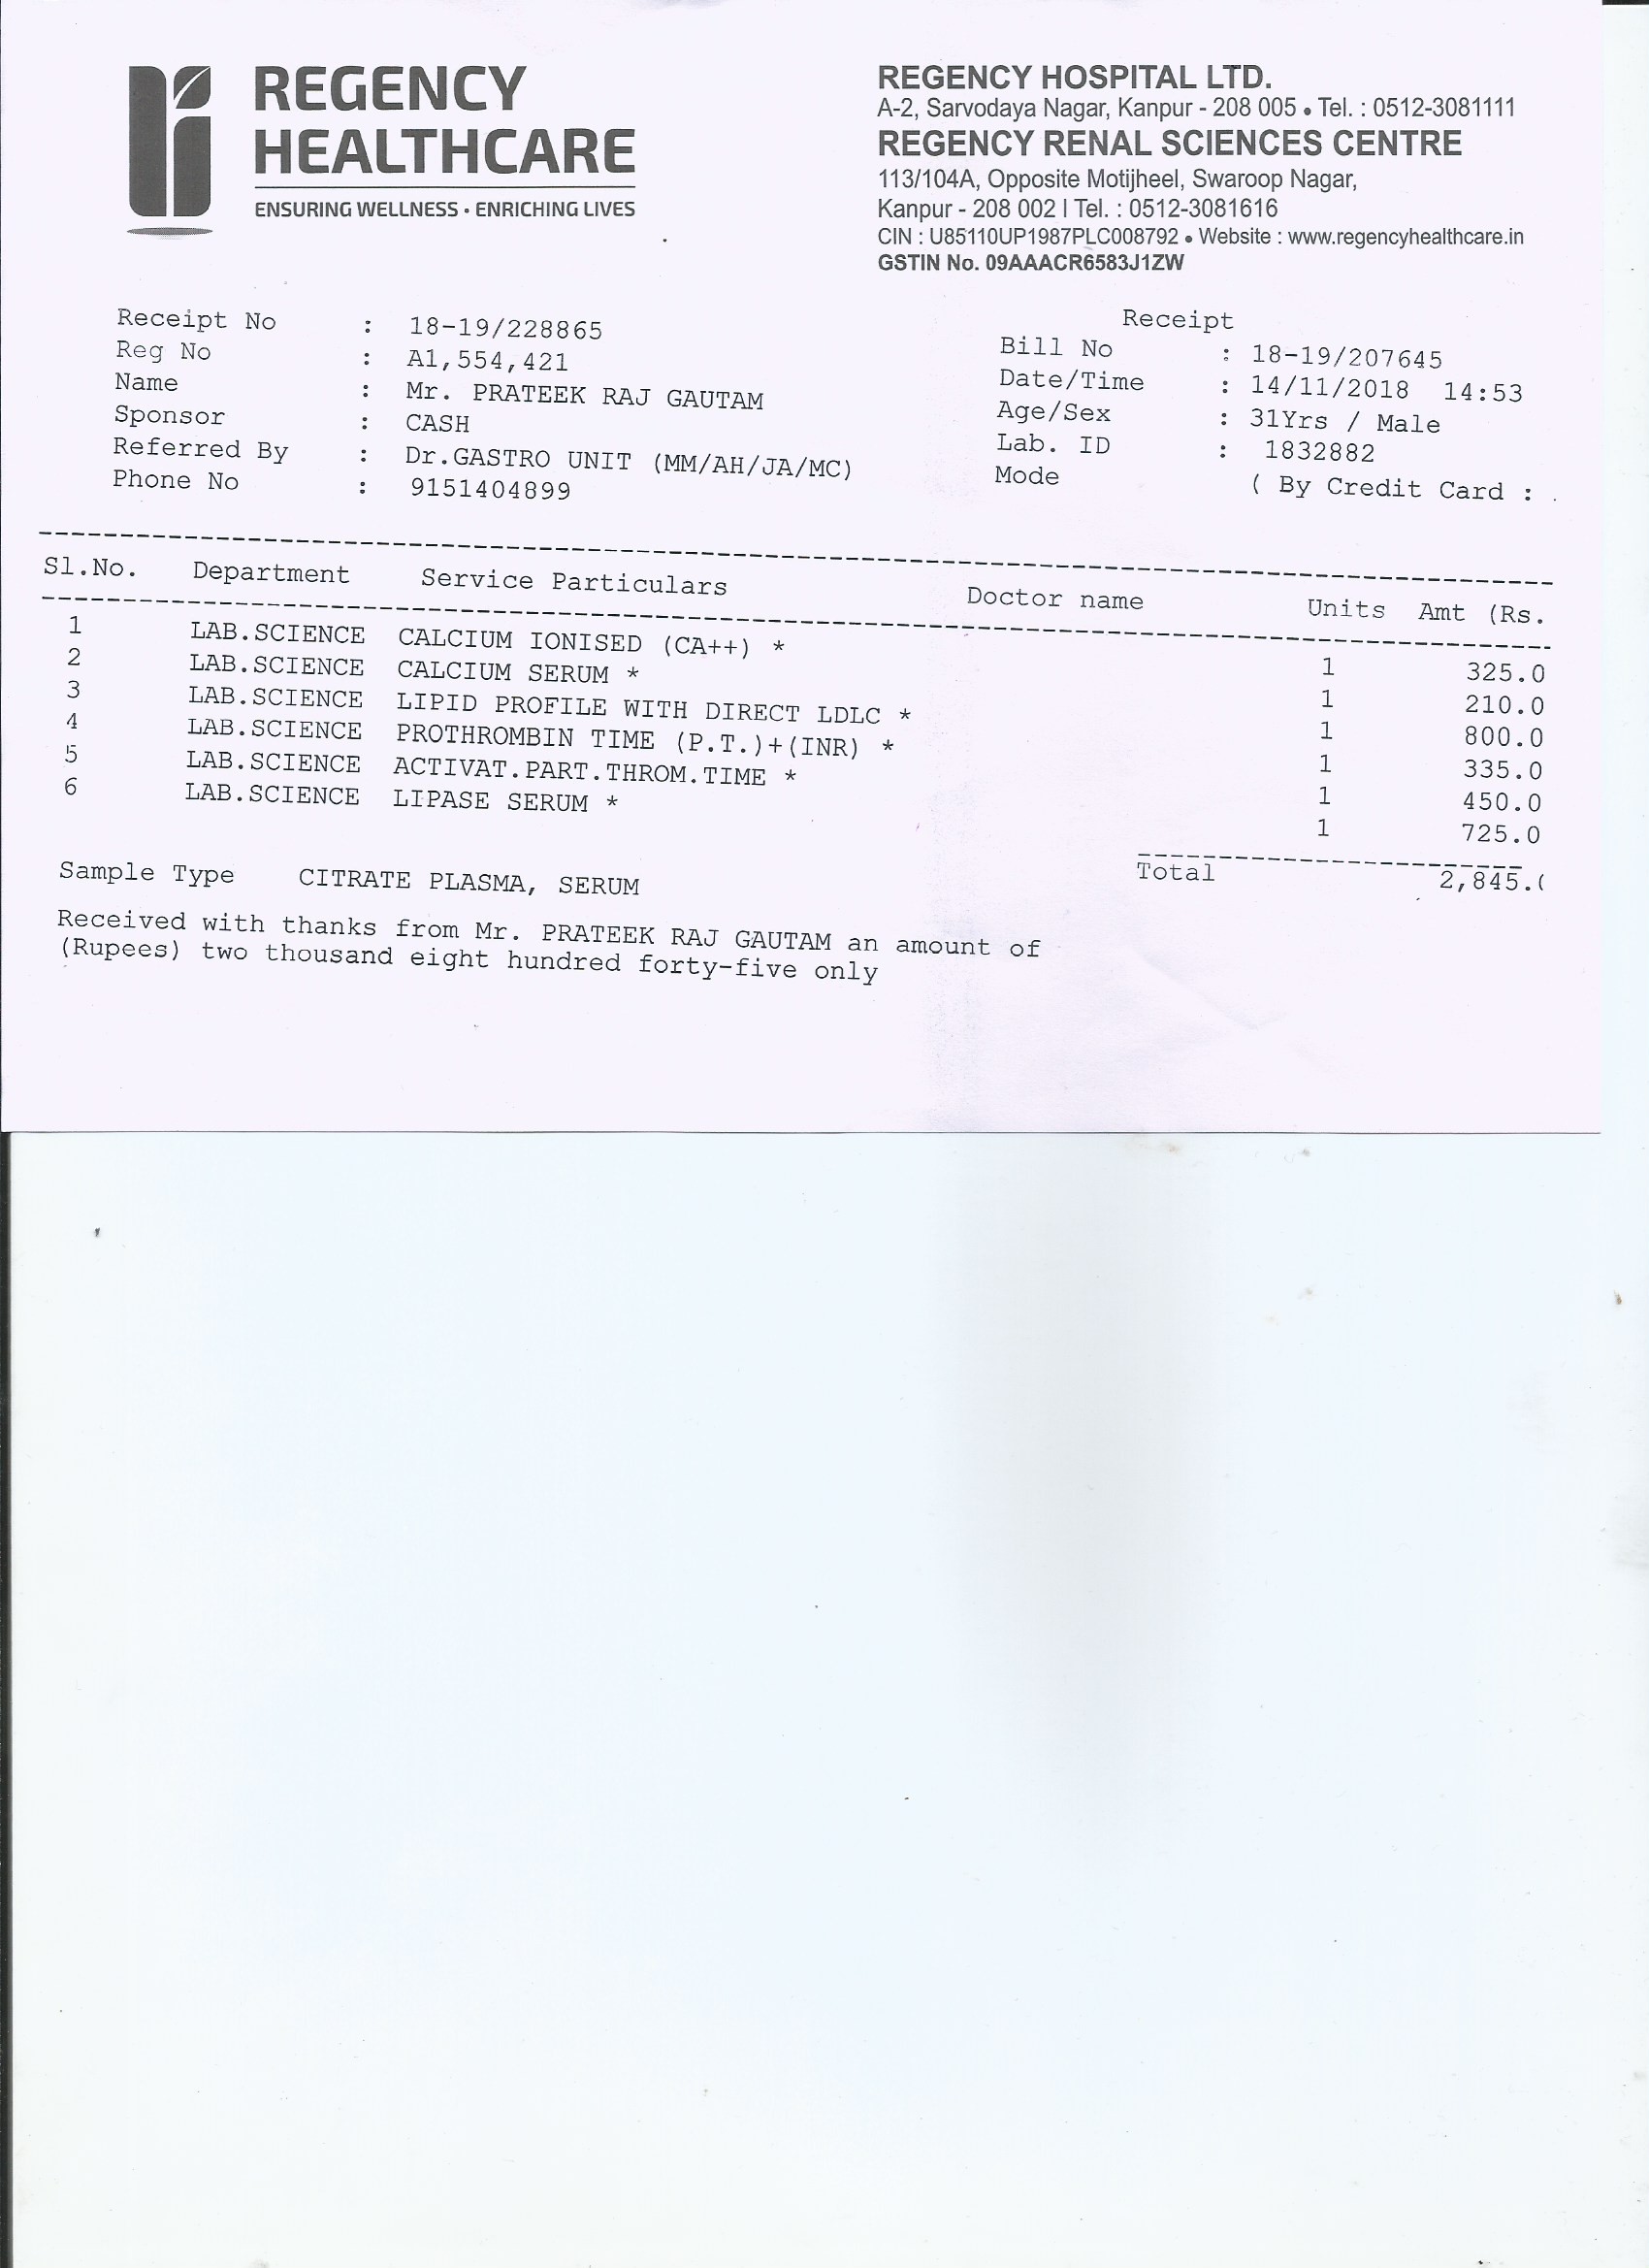 REGENCY
HEALTHCARE
ENSURING WELLNESS • ENRICHING LIVES
REGENCY HOSPITAL LTD.
A-2, Sarvodaya Nagar, Kanpur - 208 005 • Tel. : 0512-3081111
REGENCY RENAL SCIENCES CENTRE
113/104A, Opposite Motijheel, Swaroop Nagar,
Kanpur - 208 002 I Tel. : 0512-3081616
CIN : U85110UP1987PLC008792 • Website : www.regencyhealthcare.in
GSTIN No. 09AAACR6583J1ZW
Receipt
Receipt No : 18-19/228865
Reg No : A1,554,421
Name : Mr. PRATEEK RAJ GAUTAM
Sponsor : CASH
Referred By : Dr.GASTRO UNIT (MM/AH/JA/MC)
Phone No : 9151404899
Bill No : 18-19/207645
Date/Time : 14/11/2018 14:53
Age/Sex : 31Yrs / Male
Lab. ID : 1832882
Mode ( By Credit Card :
Sl.No. Department Service Particulars Doctor name Units Amt (Rs.
1 LAB.SCIENCE CALCIUM IONISED (CA++) * 1 325.0
2 LAB.SCIENCE CALCIUM SERUM * 1 210.0
3 LAB.SCIENCE LIPID PROFILE WITH DIRECT LDLC * 1 800.0
4 LAB.SCIENCE PROTHROMBIN TIME (P.T.)+(INR) * 1 335.0
5 LAB.SCIENCE ACTIVAT.PART.THROM.TIME * 1 450.0
6 LAB.SCIENCE LIPASE SERUM * 1 725.0
Sample Type CITRATE PLASMA, SERUM
Total 2,845.
Received with thanks from Mr. PRATEEK RAJ GAUTAM an amount of
(Rupees) two thousand eight hundred forty-five only